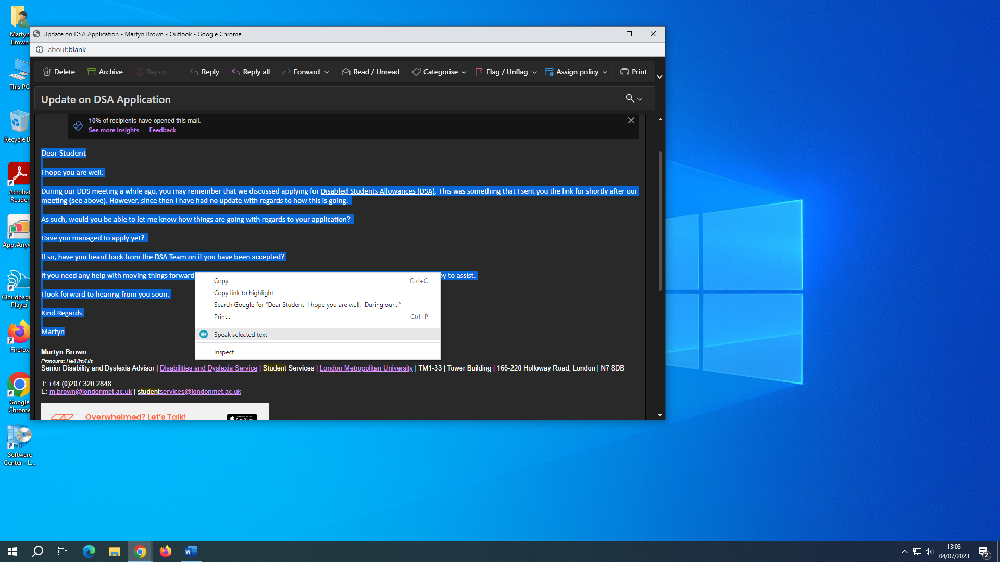 Martyn
Brown
This PC
Recycle B
Acrobat
Reader
AppsAnyw
Cloudpagi
Player
Firefox
Google
Chrome
Software
Center - L...
Update on DSA Application - Martyn Brown - Outlook - Google Chrome
about:blank
Delete Archive Report Reply Reply all Forward Read / Unread Categorise Flag / Unflag Assign policy Print
Update on DSA Application
10% of recipients have opened this mail.
See more insights Feedback
Dear Student
I hope you are well.
During our DDS meeting a while ago, you may remember that we discussed applying for Disabled Students Allowances (DSA). This was something that I sent you the link for shortly after our
meeting (see above). However, since then I have had no update with regards to how this is going.
As such, would you be able to let me know how things are going with regards to your application?
Have you managed to apply yet?
If so, have you heard back from the DSA Team on if you have been accepted?
If you need any help with moving things forward to assist.
I look forward to hearing from you soon.
Kind Regards
Martyn
Copy Ctrl+C
Copy link to highlight
Search Google for “Dear Student I hope you are well. During our...”
Print... Ctrl+P
Speak selected text
Inspect
Martyn Brown
Pronouns: He/Him/His
Senior Disability and Dyslexia Advisor | Disabilities and Dyslexia Service | Student Services | London Metropolitan University | TM1-33 | Tower Building | 166-220 Holloway Road, London | N7 8DB
T: +44 (0)207 320 2848
E: m.brown@londonmet.ac.uk | studentservices@londonmet.ac.uk
Overwhelmed? Let's Talk!
Download on the
App Store
13:03
04/07/2023
2